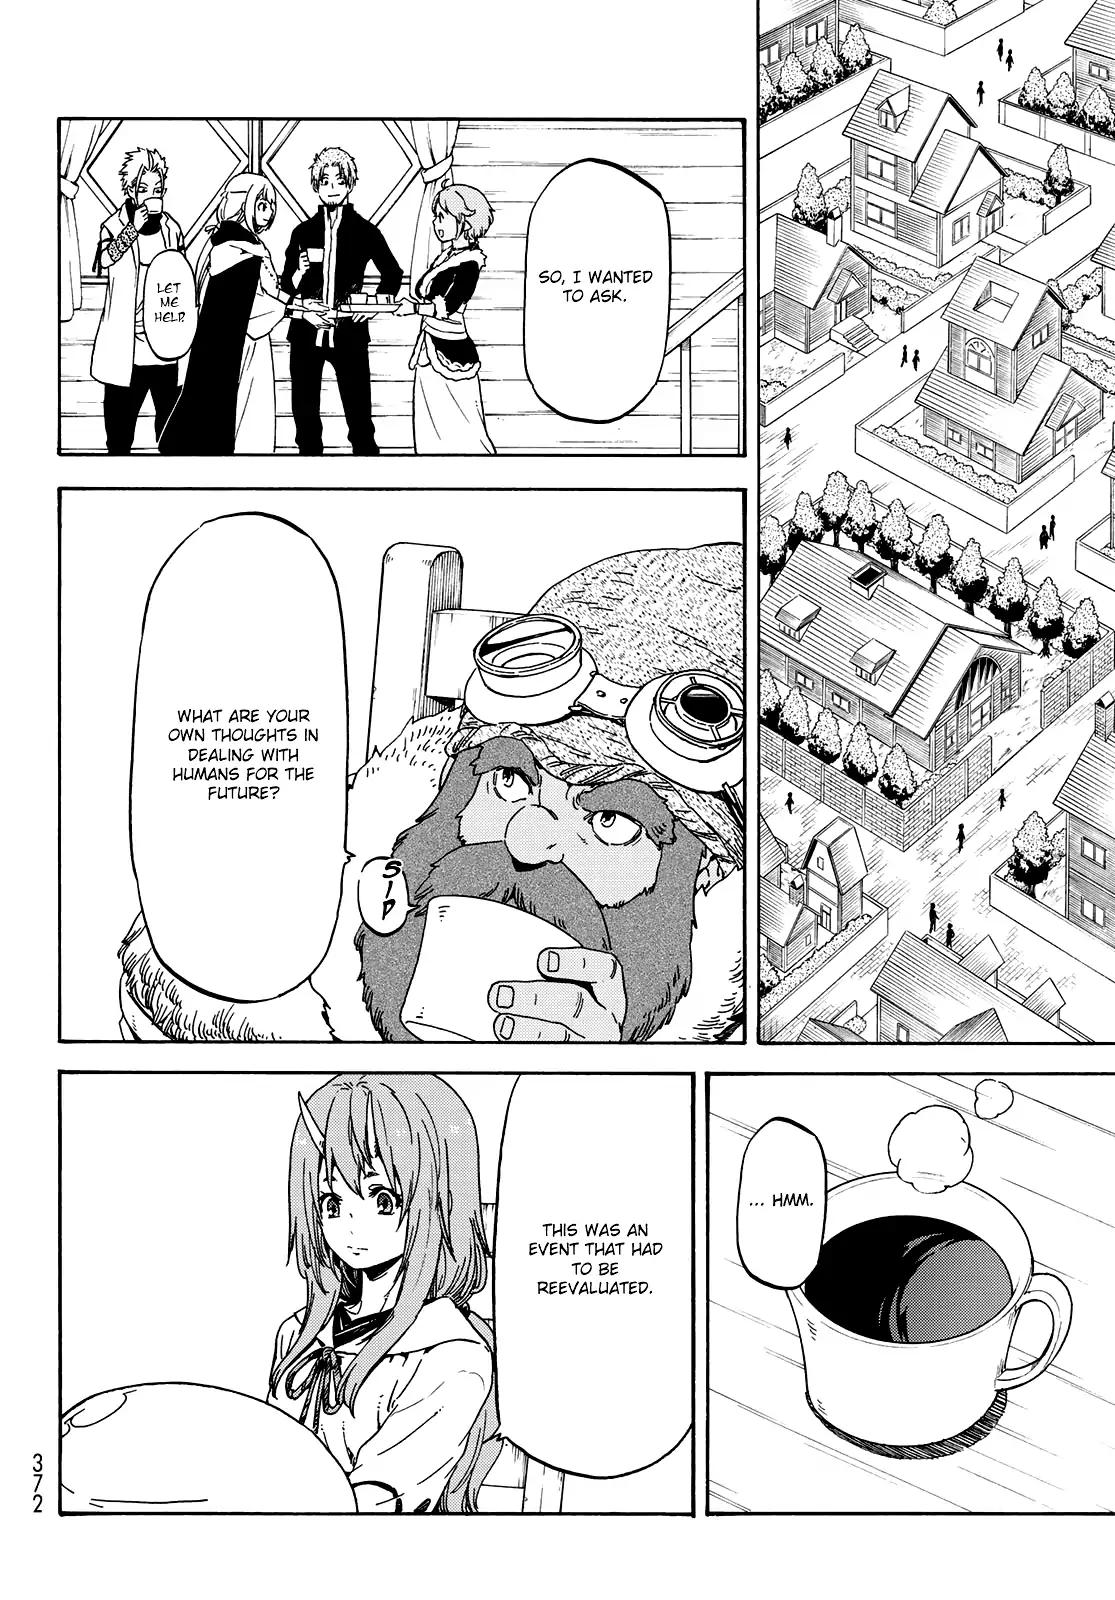 SO, I WANTED
TO ASK.
LET
ME
HELP.
WHAT ARE YOUR
OWN THOUGHTS IN
DEALING WITH
HUMANS FOR THE
FUTURE?
SIP
... HMM.
THIS WAS AN
EVENT THAT HAD
TO BE
REEVALUATED.
372